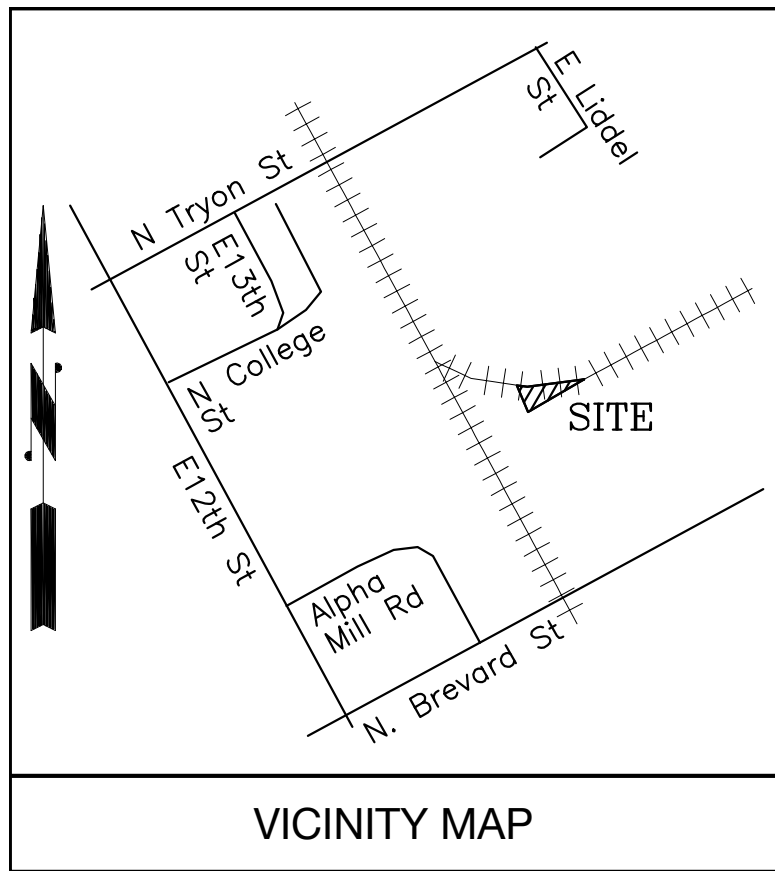 E Liddel
St
N Tryon St
E13th
St
N College
St
SITE
E12th St
Alpha
Mill Rd
N. Brevard St
N
VICINITY MAP